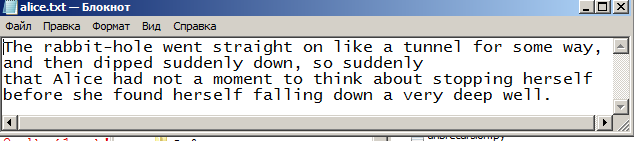 alice.txt — Блокнот
Файл Правка Формат Вид Справка
The rabbit-hole went straight on like a tunnel for some way,
and then dipped suddenly down, so suddenly
that Alice had not a moment to think about stopping herself
before she found herself falling down a very deep well.